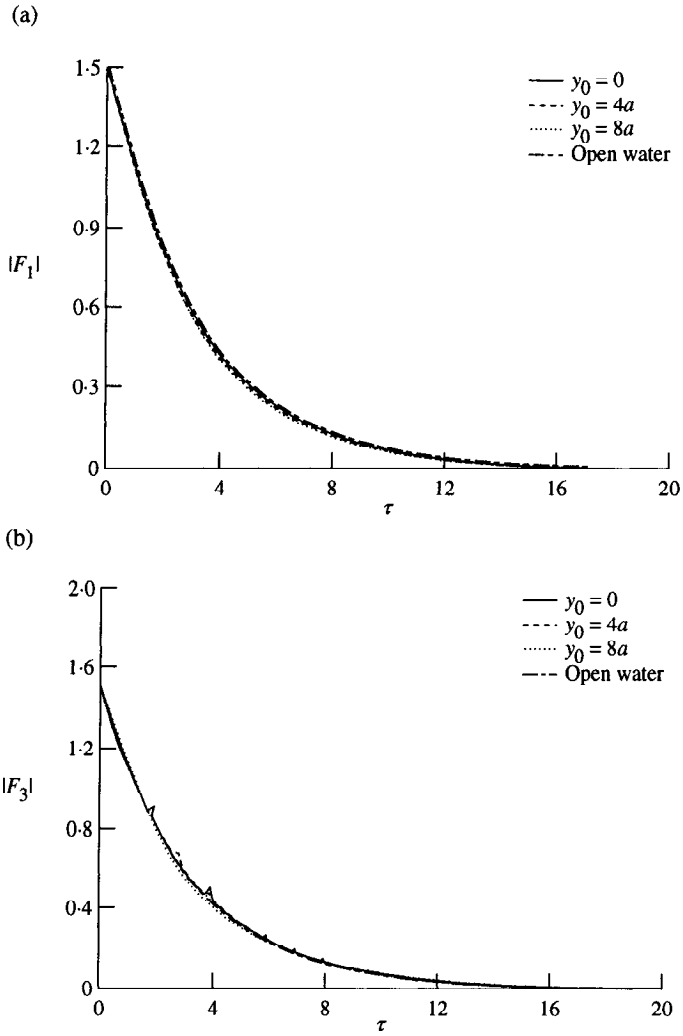 (a)
1·5
1·2
0·9
|F1|
0·6
0·3
0
0 4 8 12 16 20
τ
y0 = 0
y0 = 4a
y0 = 8a
Open water
(b)
2·0
1·6
1·2
|F3|
0·8
0·4
0
0 4 8 12 16 20
τ
y0 = 0
y0 = 4a
y0 = 8a
Open water